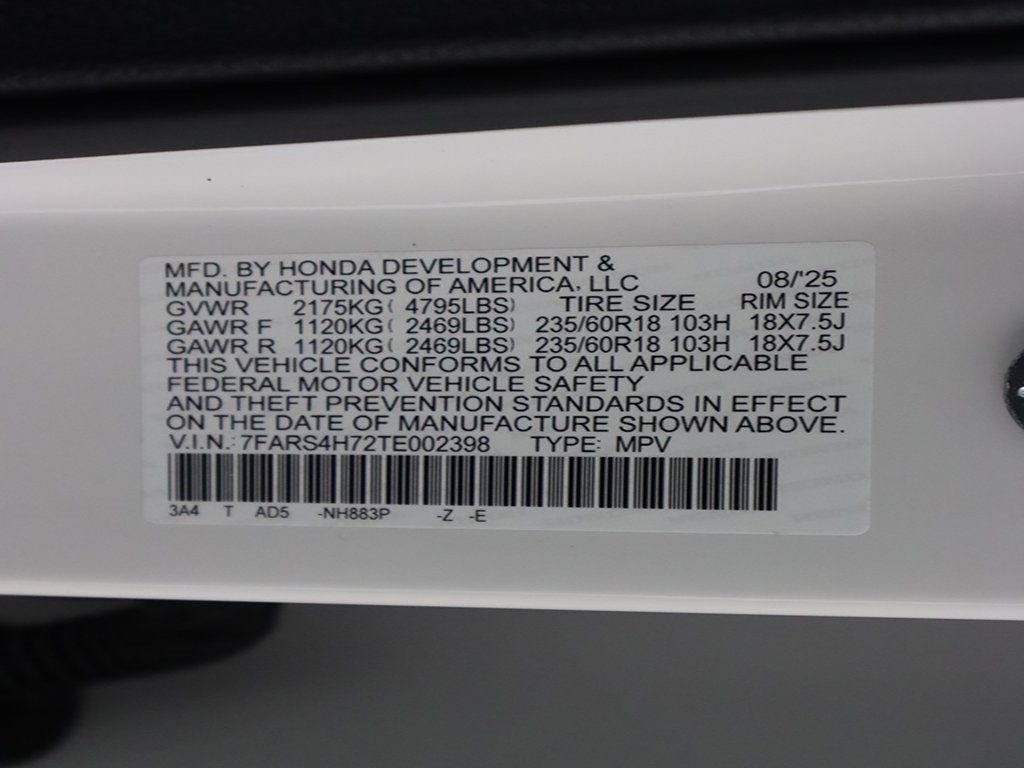 MFD. BY HONDA DEVELOPMENT &
MANUFACTURING OF AMERICA, LLC 08/'25
GVWR 2175KG( 4795LBS) TIRE SIZE RIM SIZE
GAWR F 1120KG( 2469LBS) 235/60R18 103H 18X7.5J
GAWR R 1120KG( 2469LBS) 235/60R18 103H 18X7.5J
THIS VEHICLE CONFORMS TO ALL APPLICABLE
FEDERAL MOTOR VEHICLE SAFETY
AND THEFT PREVENTION STANDARDS IN EFFECT
ON THE DATE OF MANUFACTURE SHOWN ABOVE.
V.I.N.: 7FARS4H72TE002398 TYPE: MPV
3A4 T AD5 -NH883P -Z -E